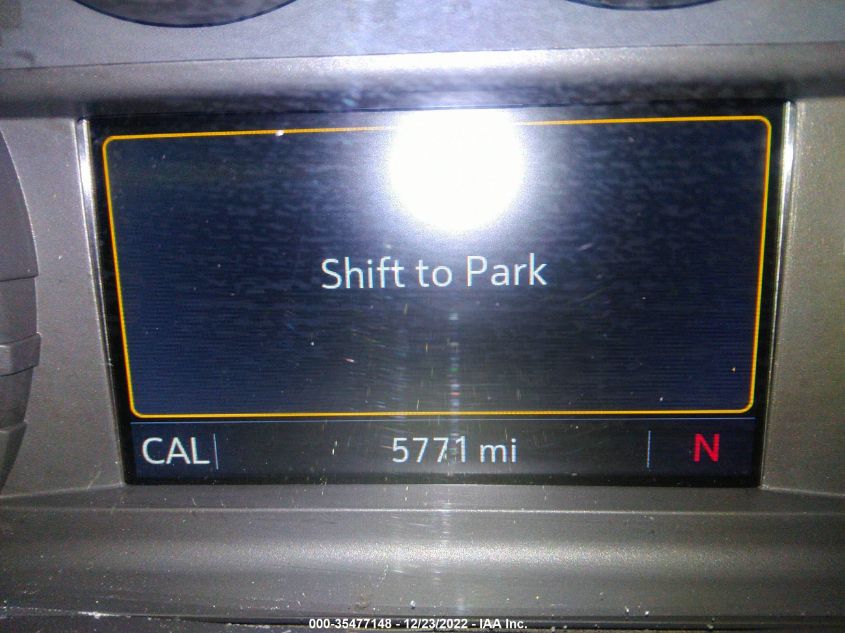 Shift to Park
CAL 5771 mi N
000-35477148 - 12/23/2022 - IAA Inc.